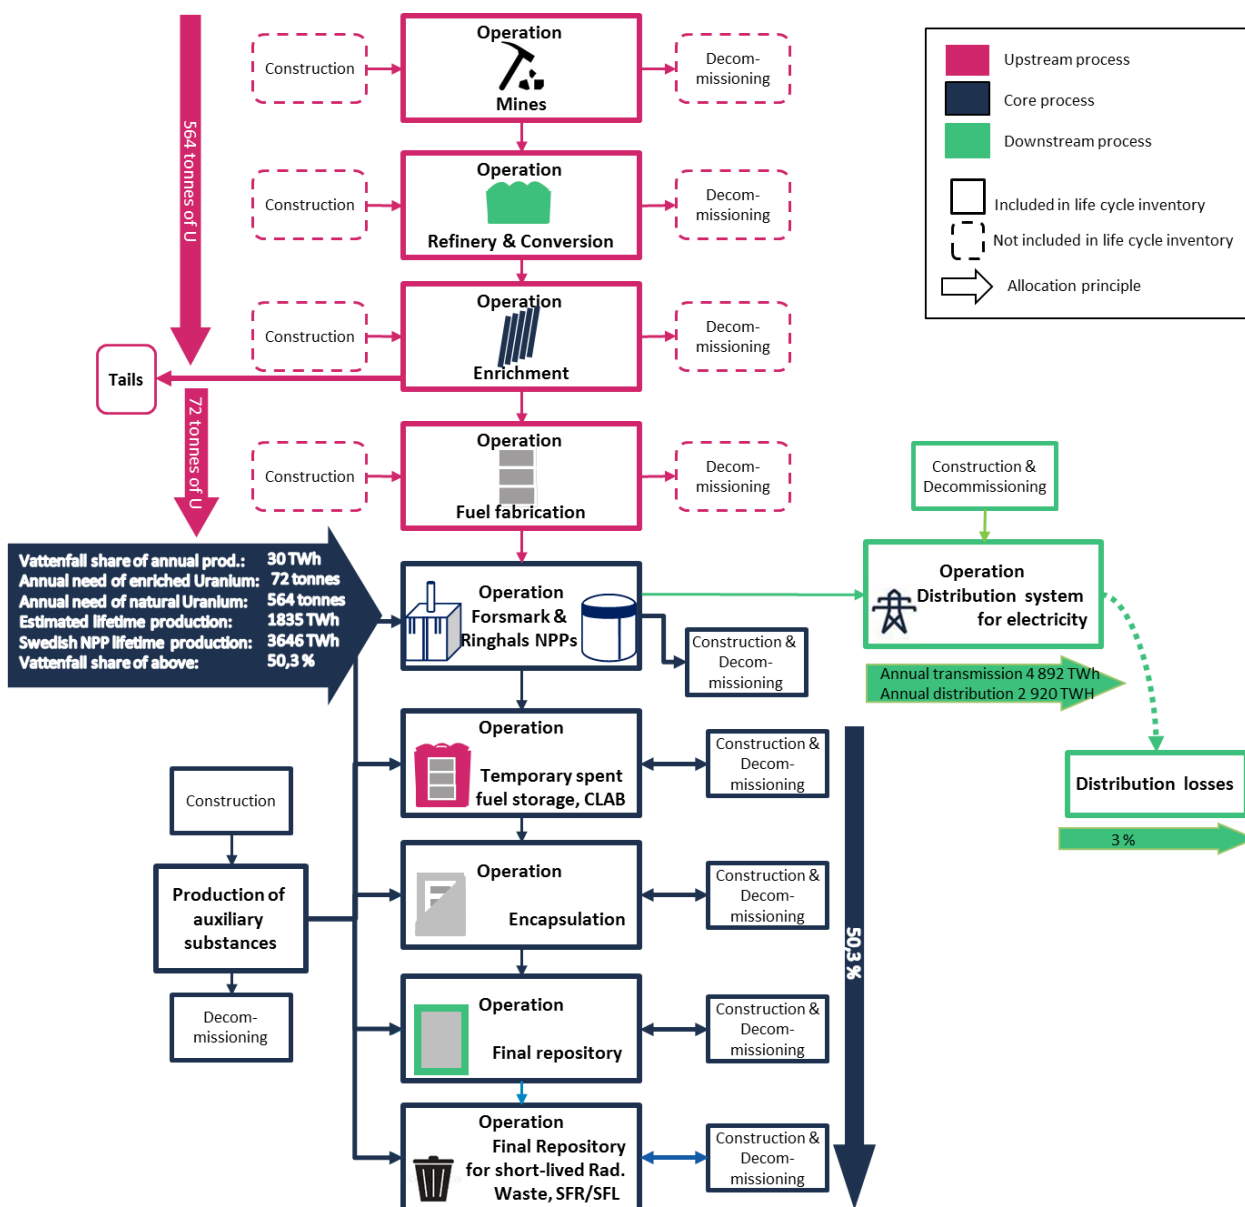 Operation
Mines
Construction
Decom-
missioning
564 tonnes of U
Operation
Refinery & Conversion
Construction
Decom-
missioning
Operation
Enrichment
Construction
Decom-
missioning
Tails
72 tonnes of U
Operation
Fuel fabrication
Construction
Decom-
missioning
Upstream process
Core process
Downstream process
Included in life cycle inventory
Not included in life cycle inventory
Allocation principle
Vattenfall share of annual prod.: 30 TWh
Annual need of enriched Uranium: 72 tonnes
Annual need of natural Uranium: 564 tonnes
Estimated lifetime production: 1835 TWh
Swedish NPP lifetime production: 3646 TWh
Vattenfall share of above: 50,3 %
Operation
Forsmark &
Ringhals NPPs
Construction
& Decom-
missioning
Construction &
Decommissioning
Operation
Distribution system
for electricity
Annual transmission 4 892 TWh
Annual distribution 2 920 TWH
Distribution losses
3 %
Operation
Temporary spent
fuel storage, CLAB
Construction &
Decom-
missioning
Construction
Production of
auxiliary
substances
Decom-
missioning
Operation
Encapsulation
Construction &
Decom-
missioning
50,3 %
Operation
Final repository
Construction &
Decom-
missioning
Operation
Final Repository
for short-lived Rad.
Waste, SFR/SFL
Construction &
Decom-
missioning